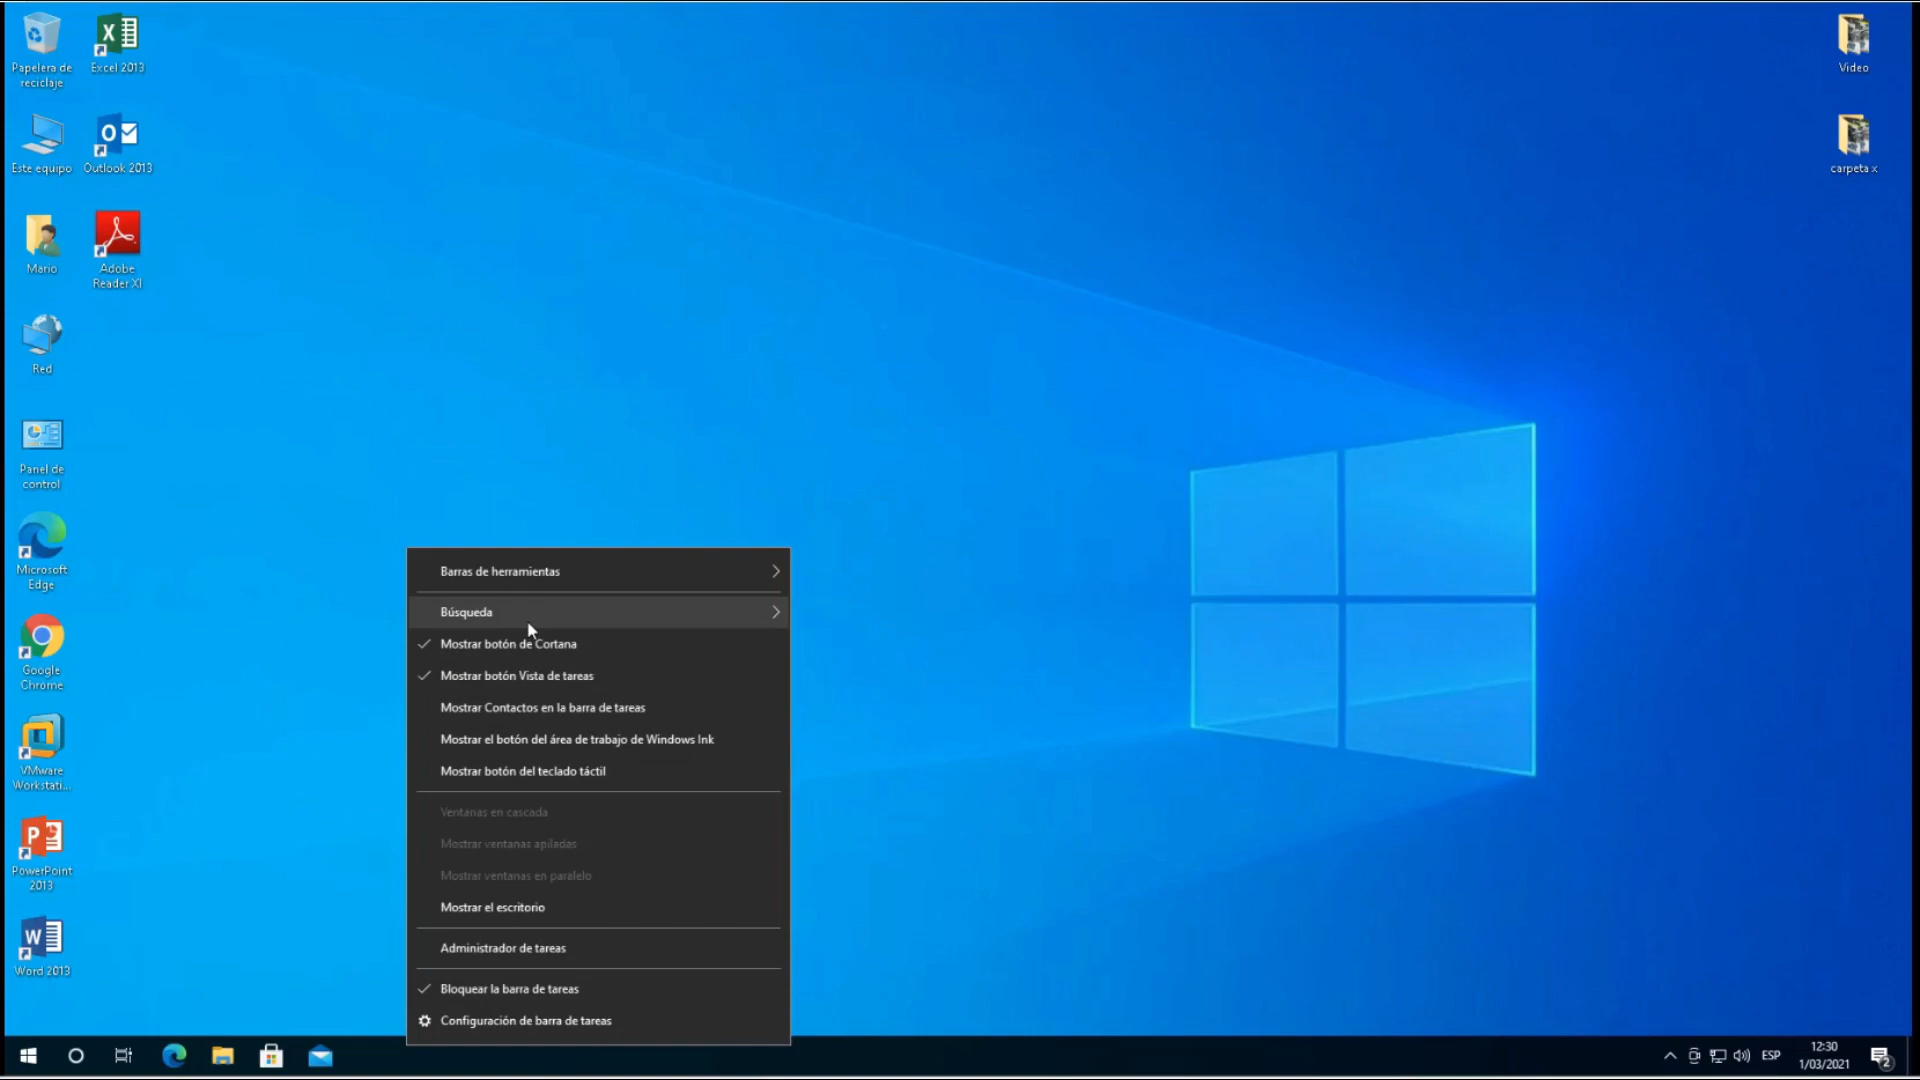 Papelera de
reciclaje
Excel 2013
Este equipo
Outlook 2013
Mario
Adobe
Reader XI
Red
Panel de
control
Microsoft
Edge
Google
Chrome
VMware
Workstati...
PowerPoint
2013
Word 2013
Video
carpeta x
Barras de herramientas
Búsqueda
Mostrar botón de Cortana
Mostrar botón Vista de tareas
Mostrar Contactos en la barra de tareas
Mostrar el botón del área de trabajo de Windows Ink
Mostrar botón del teclado táctil
Ventanas en cascada
Mostrar ventanas apiladas
Mostrar ventanas en paralelo
Mostrar el escritorio
Administrador de tareas
Bloquear la barra de tareas
Configuración de barra de tareas
ESP
12:30
1/03/2021
2